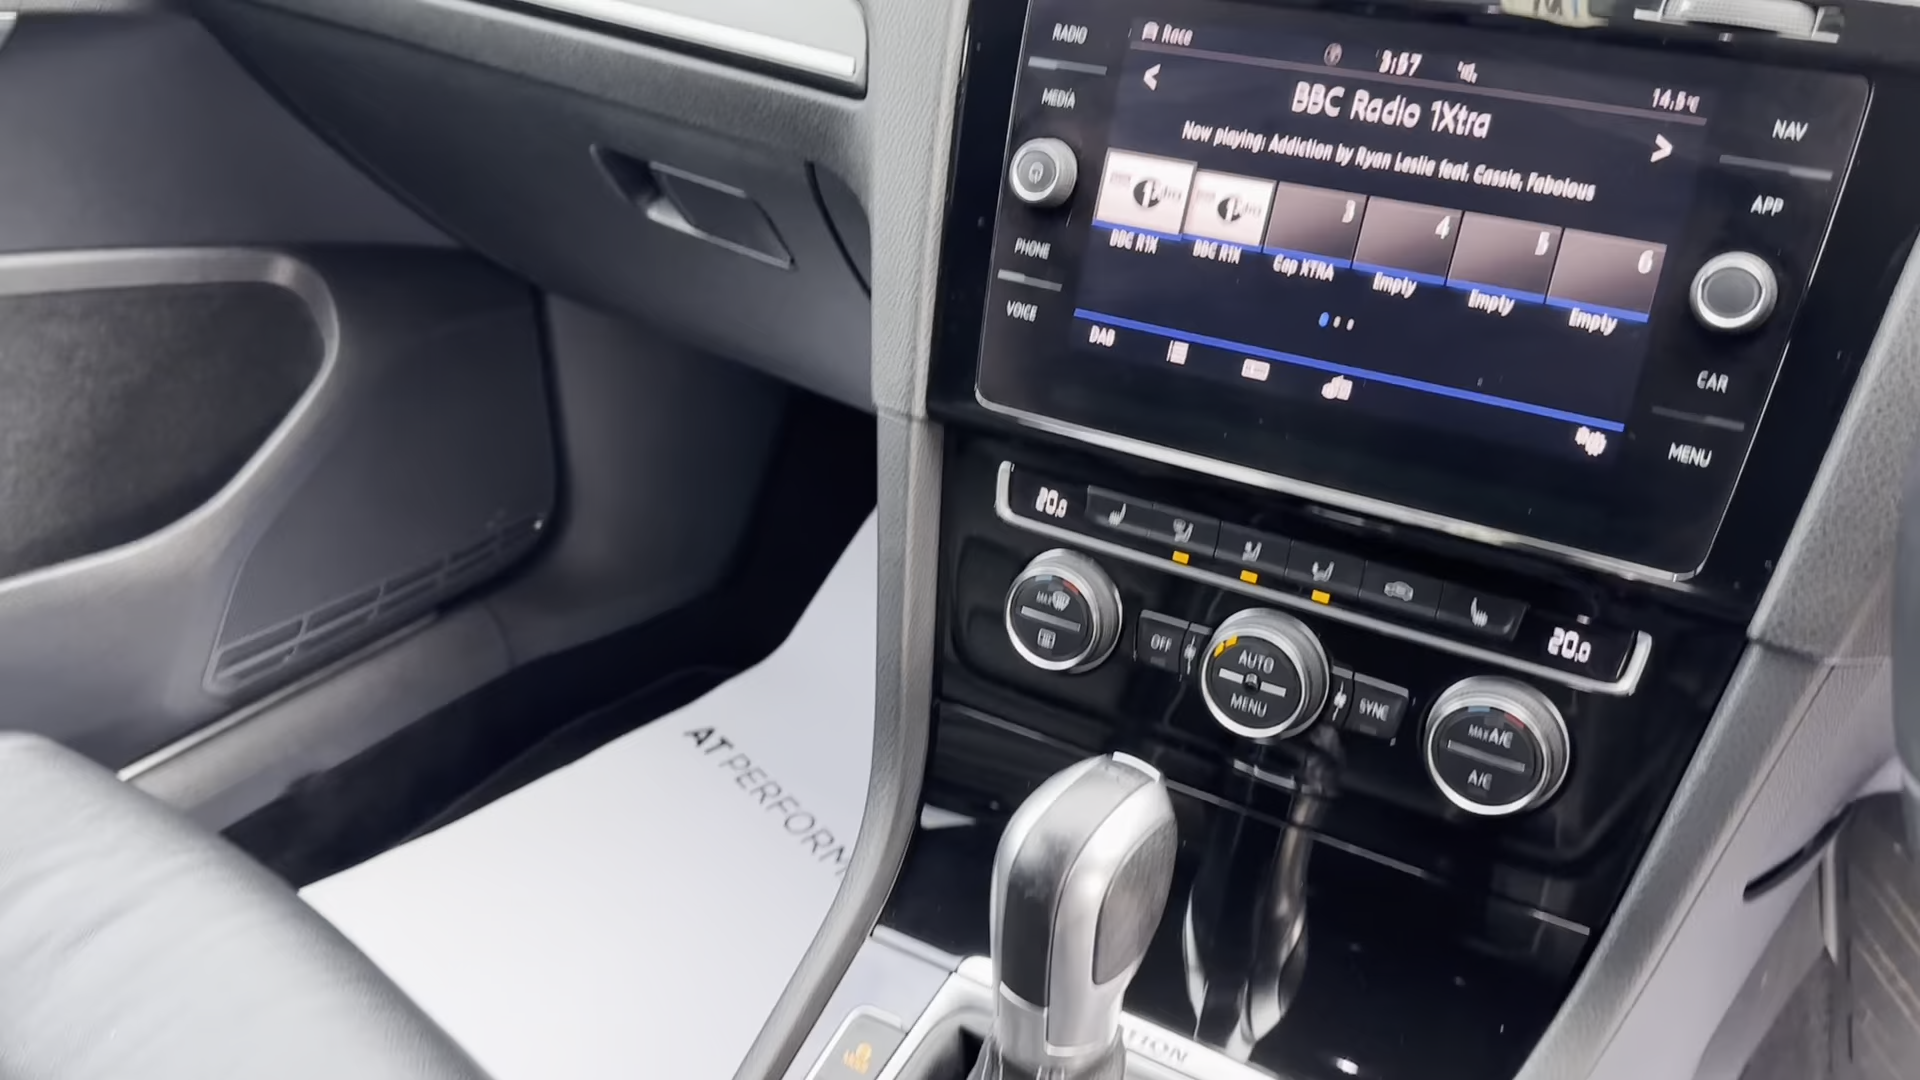 RADIO
MEDIA
PHONE
VOICE
Race
3:57
14.5°C
BBC Radio 1Xtra
Now playing: Addiction by Ryan Leslie feat. Cassie, Fabolous
3
4
5
6
BBC R1X
BBC R1X
Cap XTRA
Empty
Empty
Empty
DAB
NAV
APP
CAR
MENU
20.0
20.0
MAX
OFF
AUTO
MENU
SYNC
MAX A/C
A/C
AT PERFORM